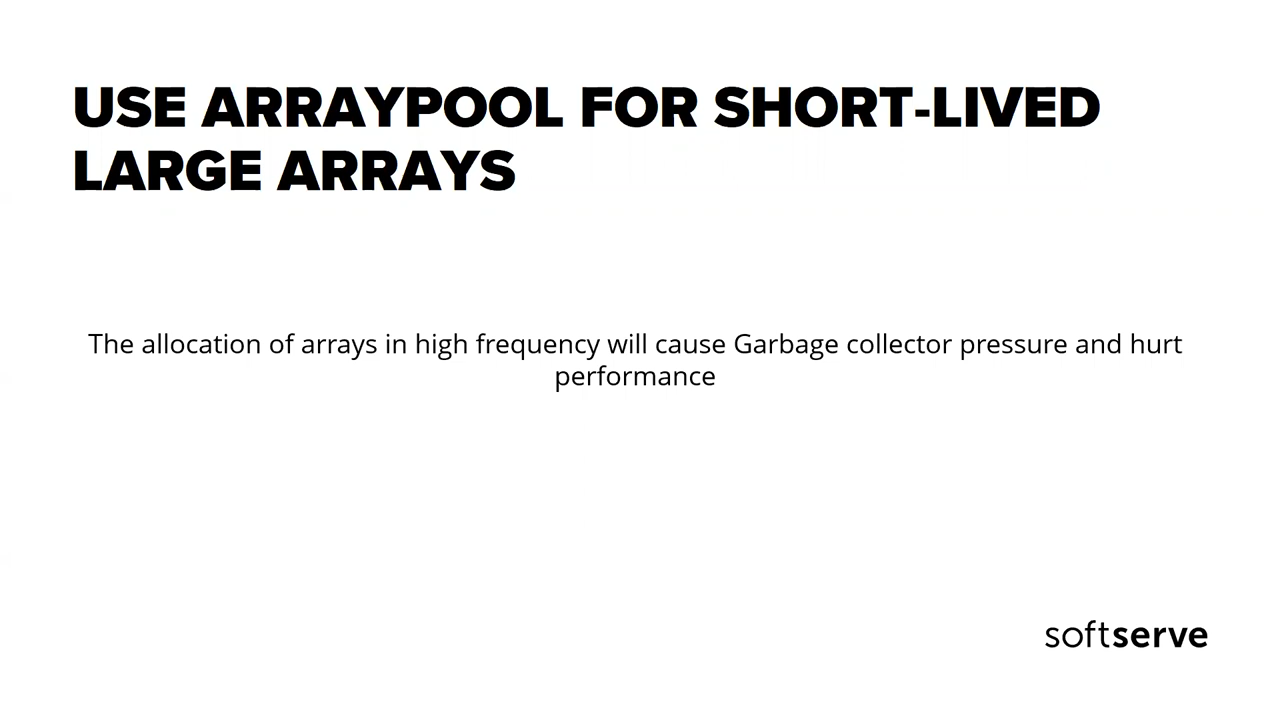 USE ARRAYPOOL FOR SHORT-LIVED
LARGE ARRAYS
The allocation of arrays in high frequency will cause Garbage collector pressure and hurt
performance
softserve